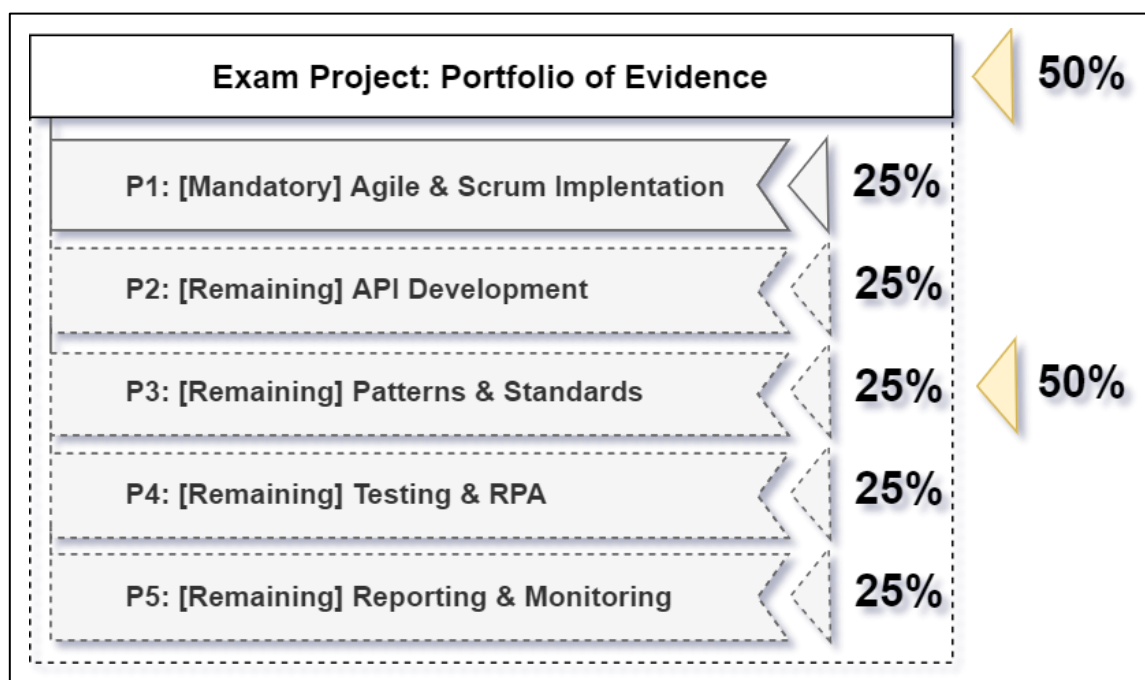 Exam Project: Portfolio of Evidence
50%
P1: [Mandatory] Agile & Scrum Implentation
25%
P2: [Remaining] API Development
25%
P3: [Remaining] Patterns & Standards
25%
50%
P4: [Remaining] Testing & RPA
25%
P5: [Remaining] Reporting & Monitoring
25%